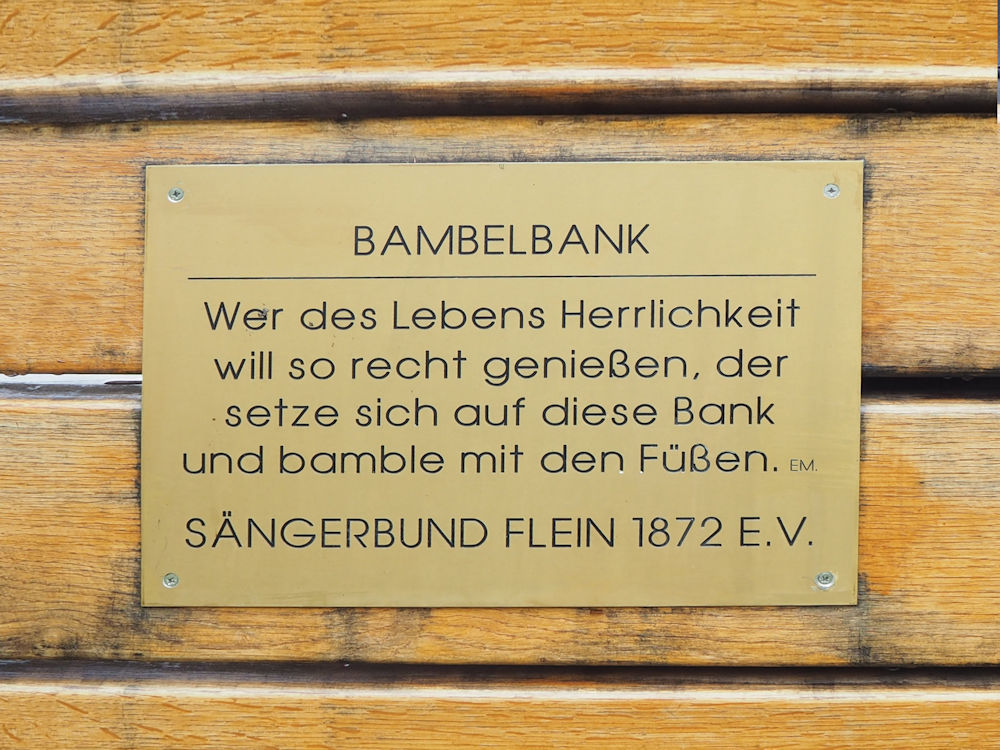 BAMBELBANK
Wer des Lebens Herrlichkeit
will so recht genießen, der
setze sich auf diese Bank
und bamble mit den Füßen. EM.
SÄNGERBUND FLEIN 1872 E.V.